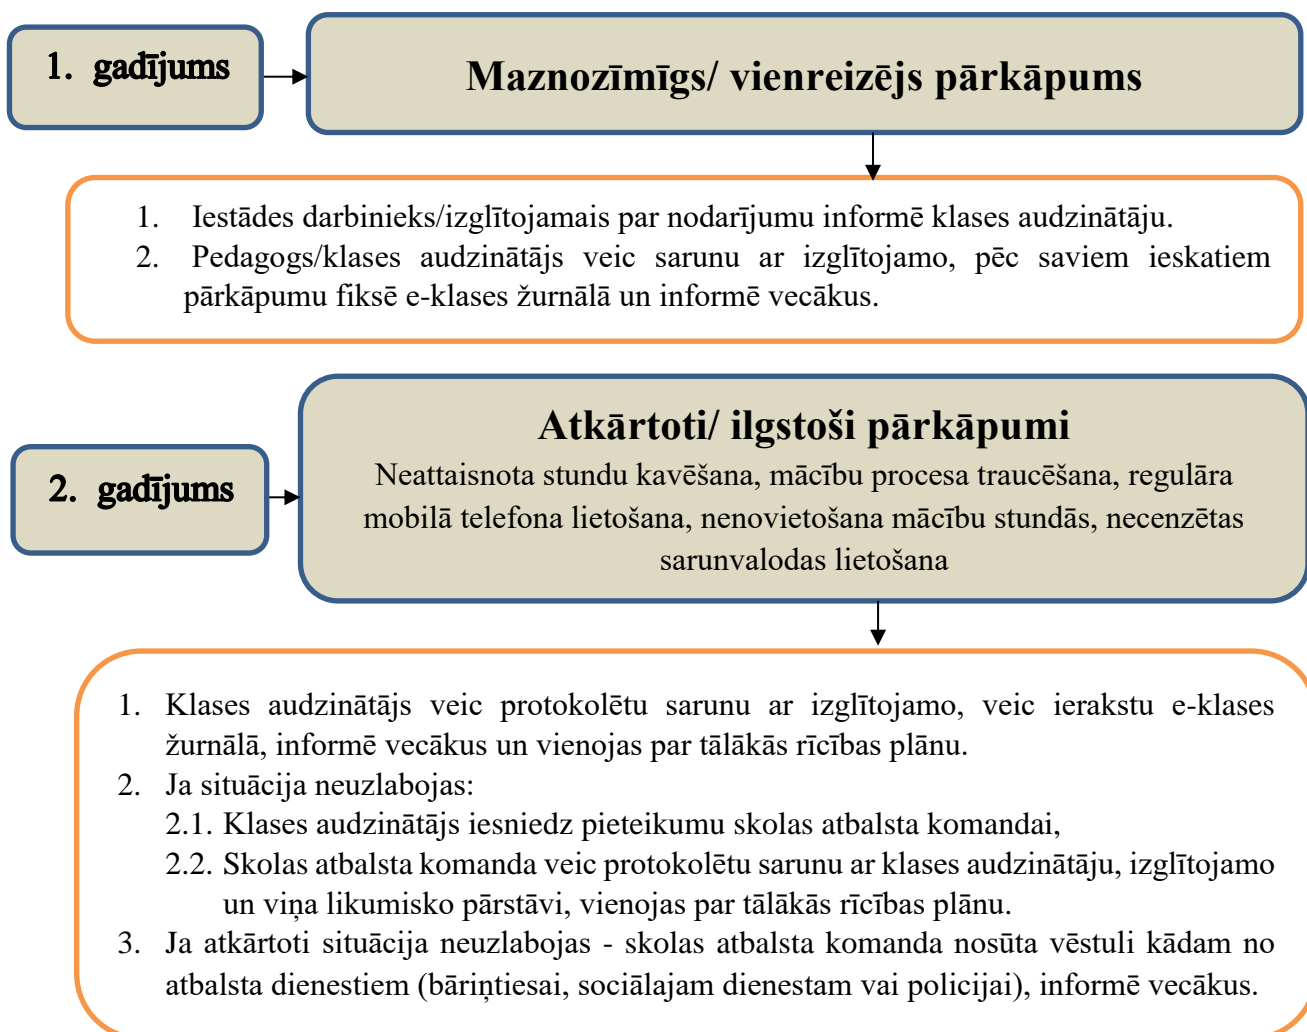 1. gadījums
Maznozīmīgs/ vienreizējs pārkāpums
1. Iestādes darbinieks/izglītojamais par nodarījumu informē klases audzinātāju.
2. Pedagogs/klases audzinātājs veic sarunu ar izglītojamo, pēc saviem ieskatiem
pārkāpumu fiksē e-klases žurnālā un informē vecākus.
2. gadījums
Atkārtoti/ ilgstoši pārkāpumi
Neattaisnota stundu kavēšana, mācību procesa traucēšana, regulāra
mobilā telefona lietošana, nenovietošana mācību stundās, necenzētas
sarunvalodas lietošana
1. Klases audzinātājs veic protokolētu sarunu ar izglītojamo, veic ierakstu e-klases
žurnālā, informē vecākus un vienojas par tālākās rīcības plānu.
2. Ja situācija neuzlabojas:
2.1. Klases audzinātājs iesniedz pieteikumu skolas atbalsta komandai,
2.2. Skolas atbalsta komanda veic protokolētu sarunu ar klases audzinātāju, izglītojamo
un viņa likumisko pārstāvi, vienojas par tālākās rīcības plānu.
3. Ja atkārtoti situācija neuzlabojas - skolas atbalsta komanda nosūta vēstuli kādam no
atbalsta dienestiem (bāriņtiesai, sociālajam dienestam vai policijai), informē vecākus.